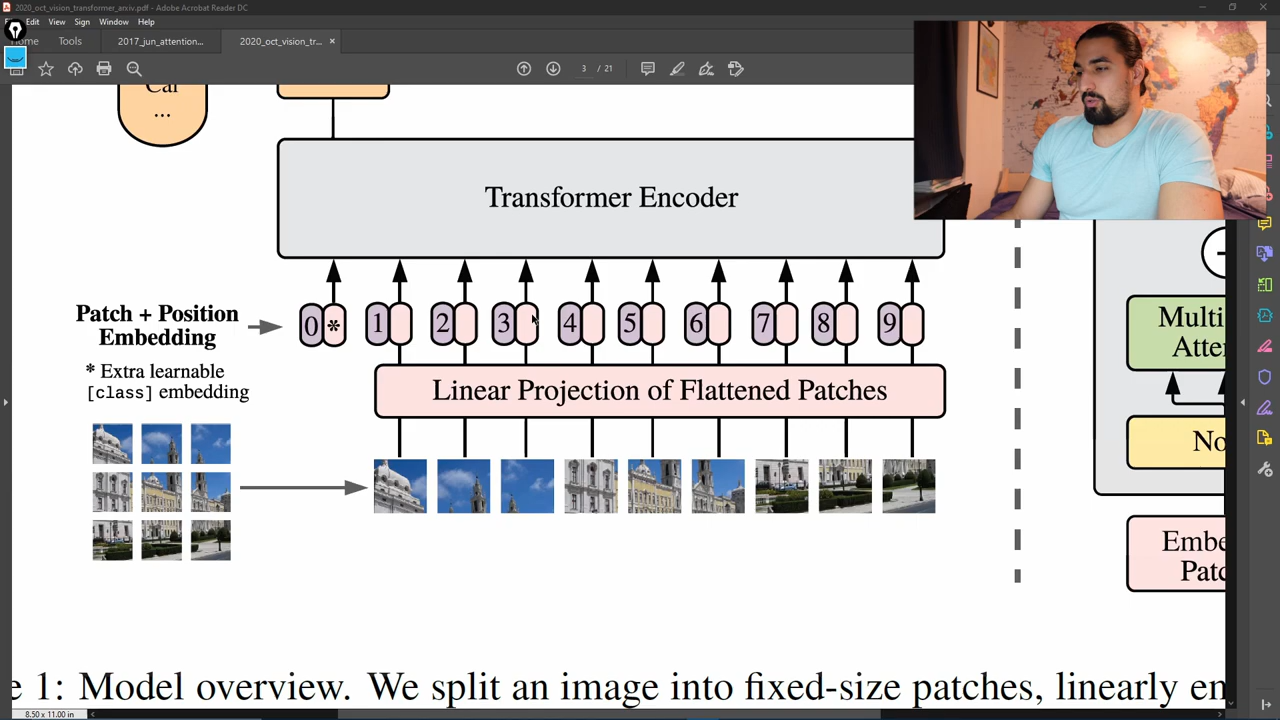 2020_oct_vision_transformer_arxiv.pdf - Adobe Acrobat Reader DC
Edit View Sign Window Help
Home Tools 2017_jun_attention... 2020_oct_vision_tr... ×
3 / 21
Car
...
Transformer Encoder
Patch + Position
Embedding
0 * 1 2 3 4 5 6 7 8 9
* Extra learnable
[class] embedding
Linear Projection of Flattened Patches
Multi
Atten
No
Embe
Patc
e 1: Model overview. We split an image into fixed-size patches, linearly en
8.50 x 11.00 in